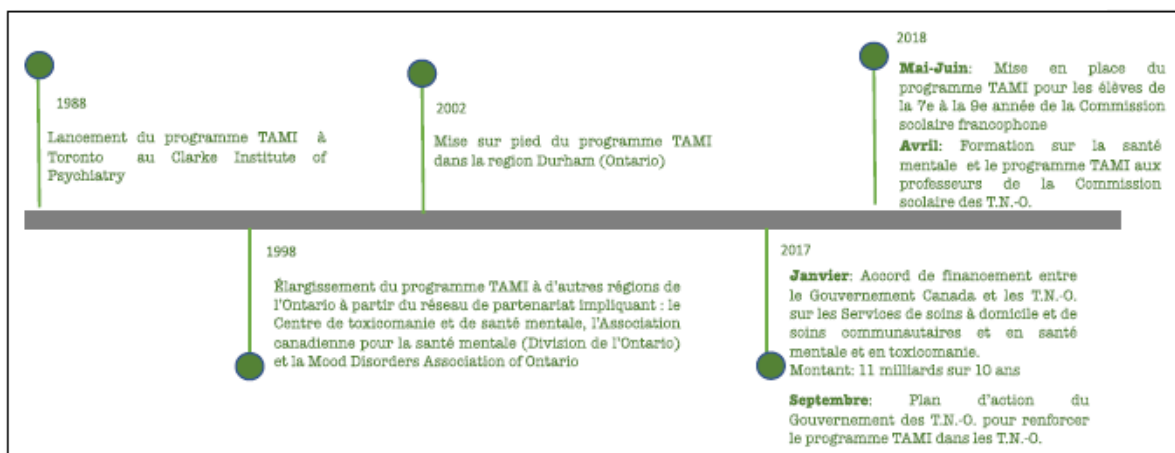 1988
Lancement du programme TAMI à
Toronto au Clarke Institute of
Psychiatry
2002
Mise sur pied du programme TAMI
dans la region Durham (Ontario)
2018
Mai-Juin: Mise en place du
programme TAMI pour les élèves de
la 7e à la 9e année de la Commission
scolaire francophone
Avril: Formation sur la santé
mentale et le programme TAMI aux
professeurs de la Commission
scolaire des T.N.-O.
1998
Élargissement du programme TAMI à d'autres régions de
l'Ontario à partir du réseau de partenariat impliquant : le
Centre de toxicomanie et de santé mentale, l'Association
canadienne pour la santé mentale (Division de l'Ontario)
et la Mood Disorders Association of Ontario
2017
Janvier: Accord de financement entre
le Gouvernement Canada et les T.N.-O.
sur les Services de soins à domicile et de
soins communautaires et en santé
mentale et en toxicomanie.
Montant: 11 milliards sur 10 ans
Septembre: Plan d'action du
Gouvernement des T.N.-O. pour renforcer
le programme TAMI dans les T.N.-O.